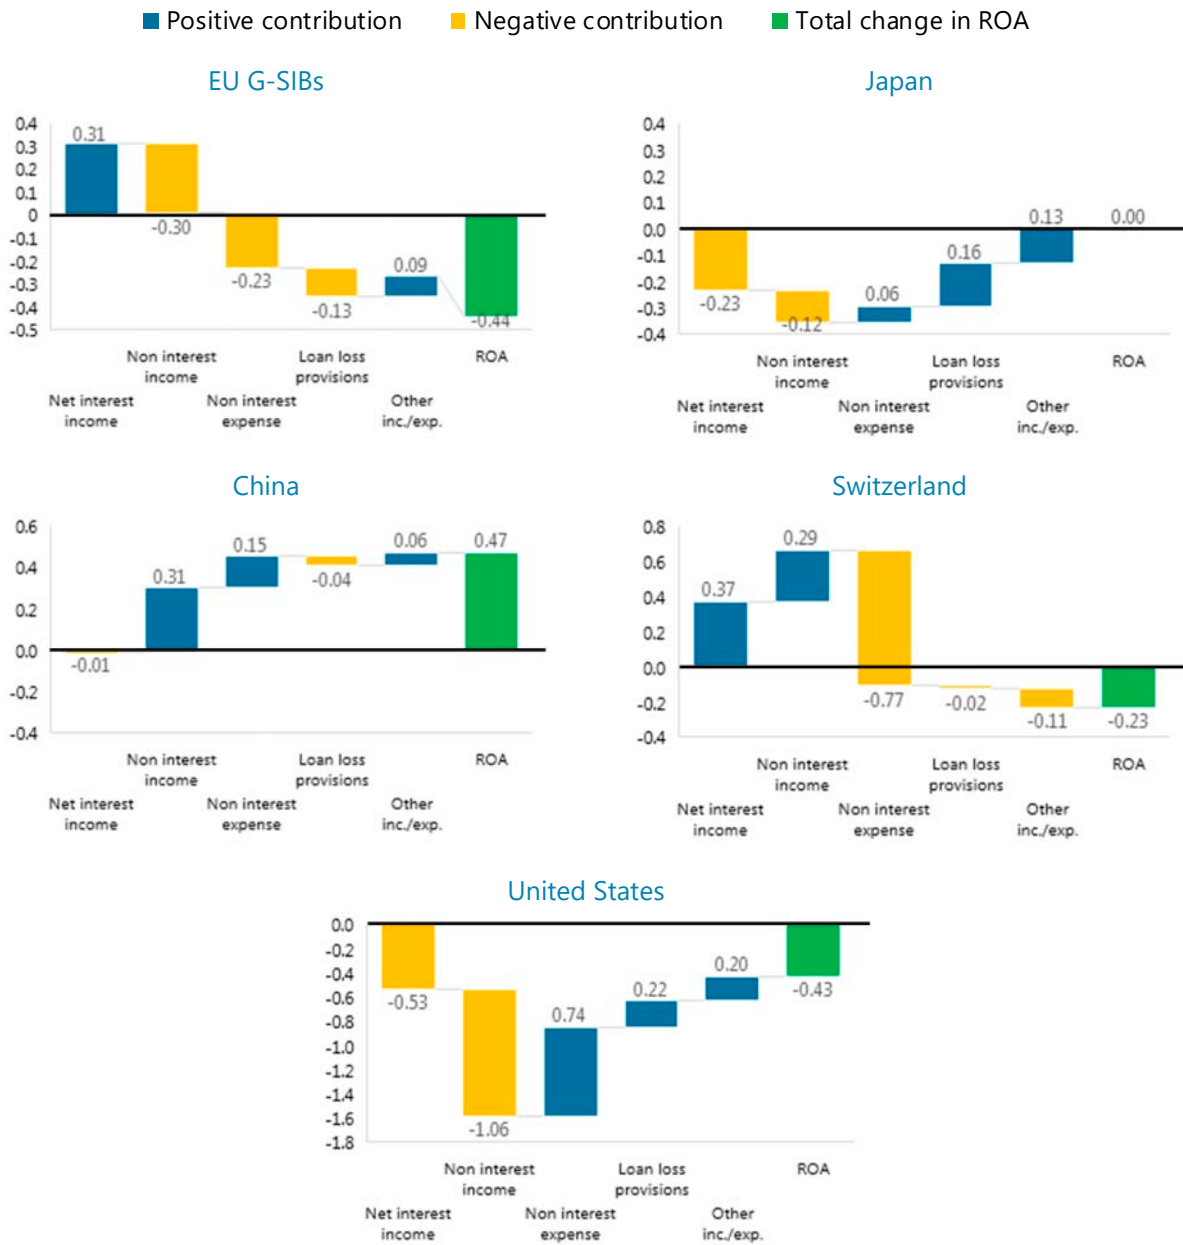 Positive contribution Negative contribution Total change in ROA
EU G-SIBs
0.4
0.3
0.2
0.1
0
-0.1
-0.2
-0.3
-0.4
-0.5
0.31
-0.30
-0.23
-0.13
0.09
-0.44
Non interest income
Loan loss provisions
ROA
Net interest income
Non interest expense
Other inc./exp.
Japan
0.4
0.3
0.2
0.1
0.0
-0.1
-0.2
-0.3
-0.4
-0.23
-0.12
0.06
0.16
0.13
0.00
Non interest income
Loan loss provisions
ROA
Net interest income
Non interest expense
Other inc./exp.
China
0.6
0.4
0.2
0.0
-0.2
-0.4
-0.01
0.31
0.15
-0.04
0.06
0.47
Non interest income
Loan loss provisions
ROA
Net interest income
Non interest expense
Other inc./exp.
Switzerland
0.8
0.6
0.4
0.2
0.0
-0.2
-0.4
0.37
0.29
-0.77
-0.02
-0.11
-0.23
Non interest income
Loan loss provisions
ROA
Net interest income
Non interest expense
Other inc./exp.
United States
0.0
-0.2
-0.4
-0.6
-0.8
-1.0
-1.2
-1.4
-1.6
-1.8
-0.53
-1.06
0.74
0.22
0.20
-0.43
Non interest income
Loan loss provisions
ROA
Net interest income
Non interest expense
Other inc./exp.